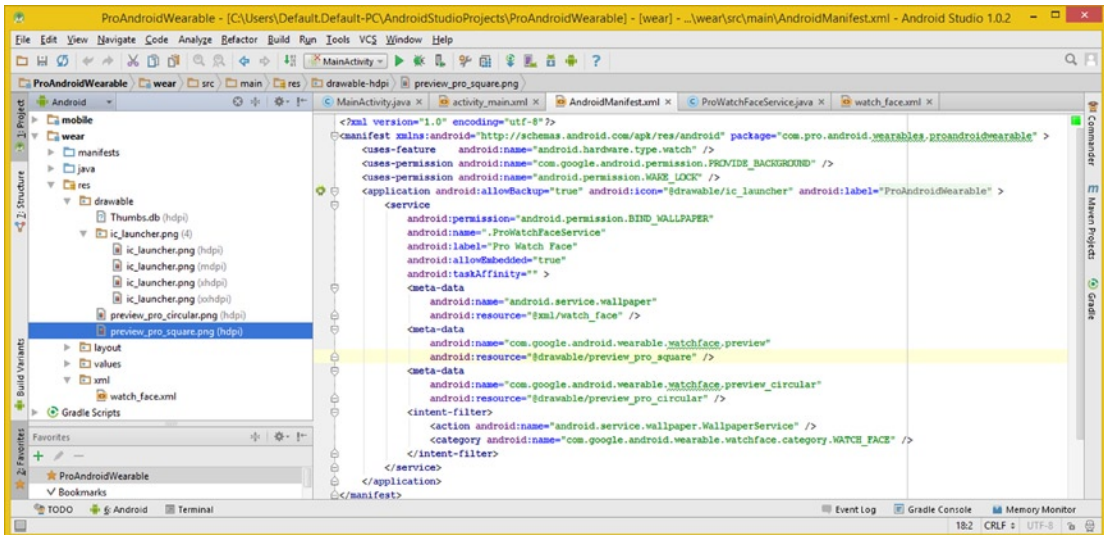 ProAndroidWearable - [C:\Users\Default.Default-PC\AndroidStudioProjects\ProAndroidWearable] - [wear] - ...\wear\src\main\AndroidManifest.xml - Android Studio 1.0.2
File Edit View Navigate Code Analyze Refactor Build Run Tools VCS Window Help
MainActivity
ProAndroidWearable wear src main res drawable-hdpi preview_pro_square.png
Android
MainActivity.java activity_main.xml AndroidManifest.xml ProWatchFaceService.java watch_face.xml
1: Project
Z: Structure
Build Variants
2: Favorites
mobile
wear
manifests
java
res
drawable
Thumbs.db (hdpi)
ic_launcher.png (4)
ic_launcher.png (hdpi)
ic_launcher.png (mdpi)
ic_launcher.png (xhdpi)
ic_launcher.png (xxhdpi)
preview_pro_circular.png (hdpi)
preview_pro_square.png (hdpi)
layout
values
xml
watch_face.xml
Gradle Scripts
Favorites
ProAndroidWearable
Bookmarks
<?xml version="1.0" encoding="utf-8"?>
<manifest xmlns:android="http://schemas.android.com/apk/res/android" package="com.pro.android.wearables.proandroidwearable" >
<uses-feature android:name="android.hardware.type.watch" />
<uses-permission android:name="com.google.android.permission.PROVIDE_BACKGROUND" />
<uses-permission android:name="android.permission.WAKE_LOCK" />
<application android:allowBackup="true" android:icon="@drawable/ic_launcher" android:label="ProAndroidWearable" >
<service
android:permission="android.permission.BIND_WALLPAPER"
android:name=".ProWatchFaceService"
android:label="Pro Watch Face"
android:allowEmbedded="true"
android:taskAffinity="" >
<meta-data
android:name="android.service.wallpaper"
android:resource="@xml/watch_face" />
<meta-data
android:name="com.google.android.wearable.watchface.preview"
android:resource="@drawable/preview_pro_square" />
<meta-data
android:name="com.google.android.wearable.watchface.preview_circular"
android:resource="@drawable/preview_pro_circular" />
<intent-filter>
<action android:name="android.service.wallpaper.WallpaperService" />
<category android:name="com.google.android.wearable.watchface.category.WATCH_FACE" />
</intent-filter>
</service>
</application>
</manifest>
Commander
Maven Projects
Gradle
TODO 6: Android Terminal Event Log Gradle Console Memory Monitor
18:2 CRLF UTF-8